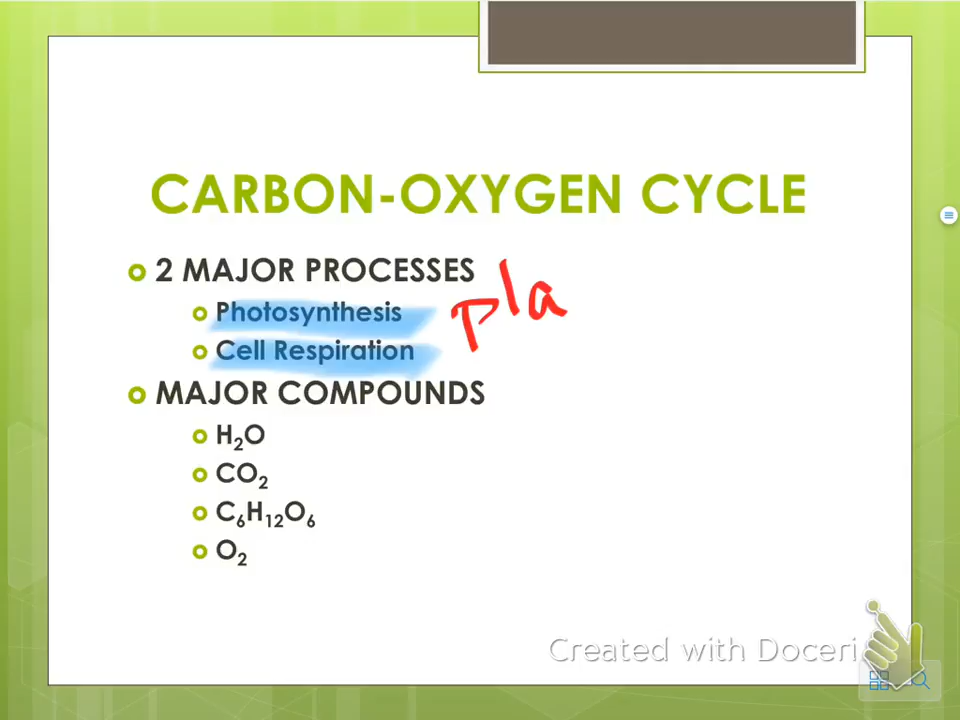 CARBON-OXYGEN CYCLE
2 MAJOR PROCESSES
Photosynthesis
pla
Cell Respiration
MAJOR COMPOUNDS
H₂O
CO₂
C₆H₁₂O₆
O₂
Created with Doceri